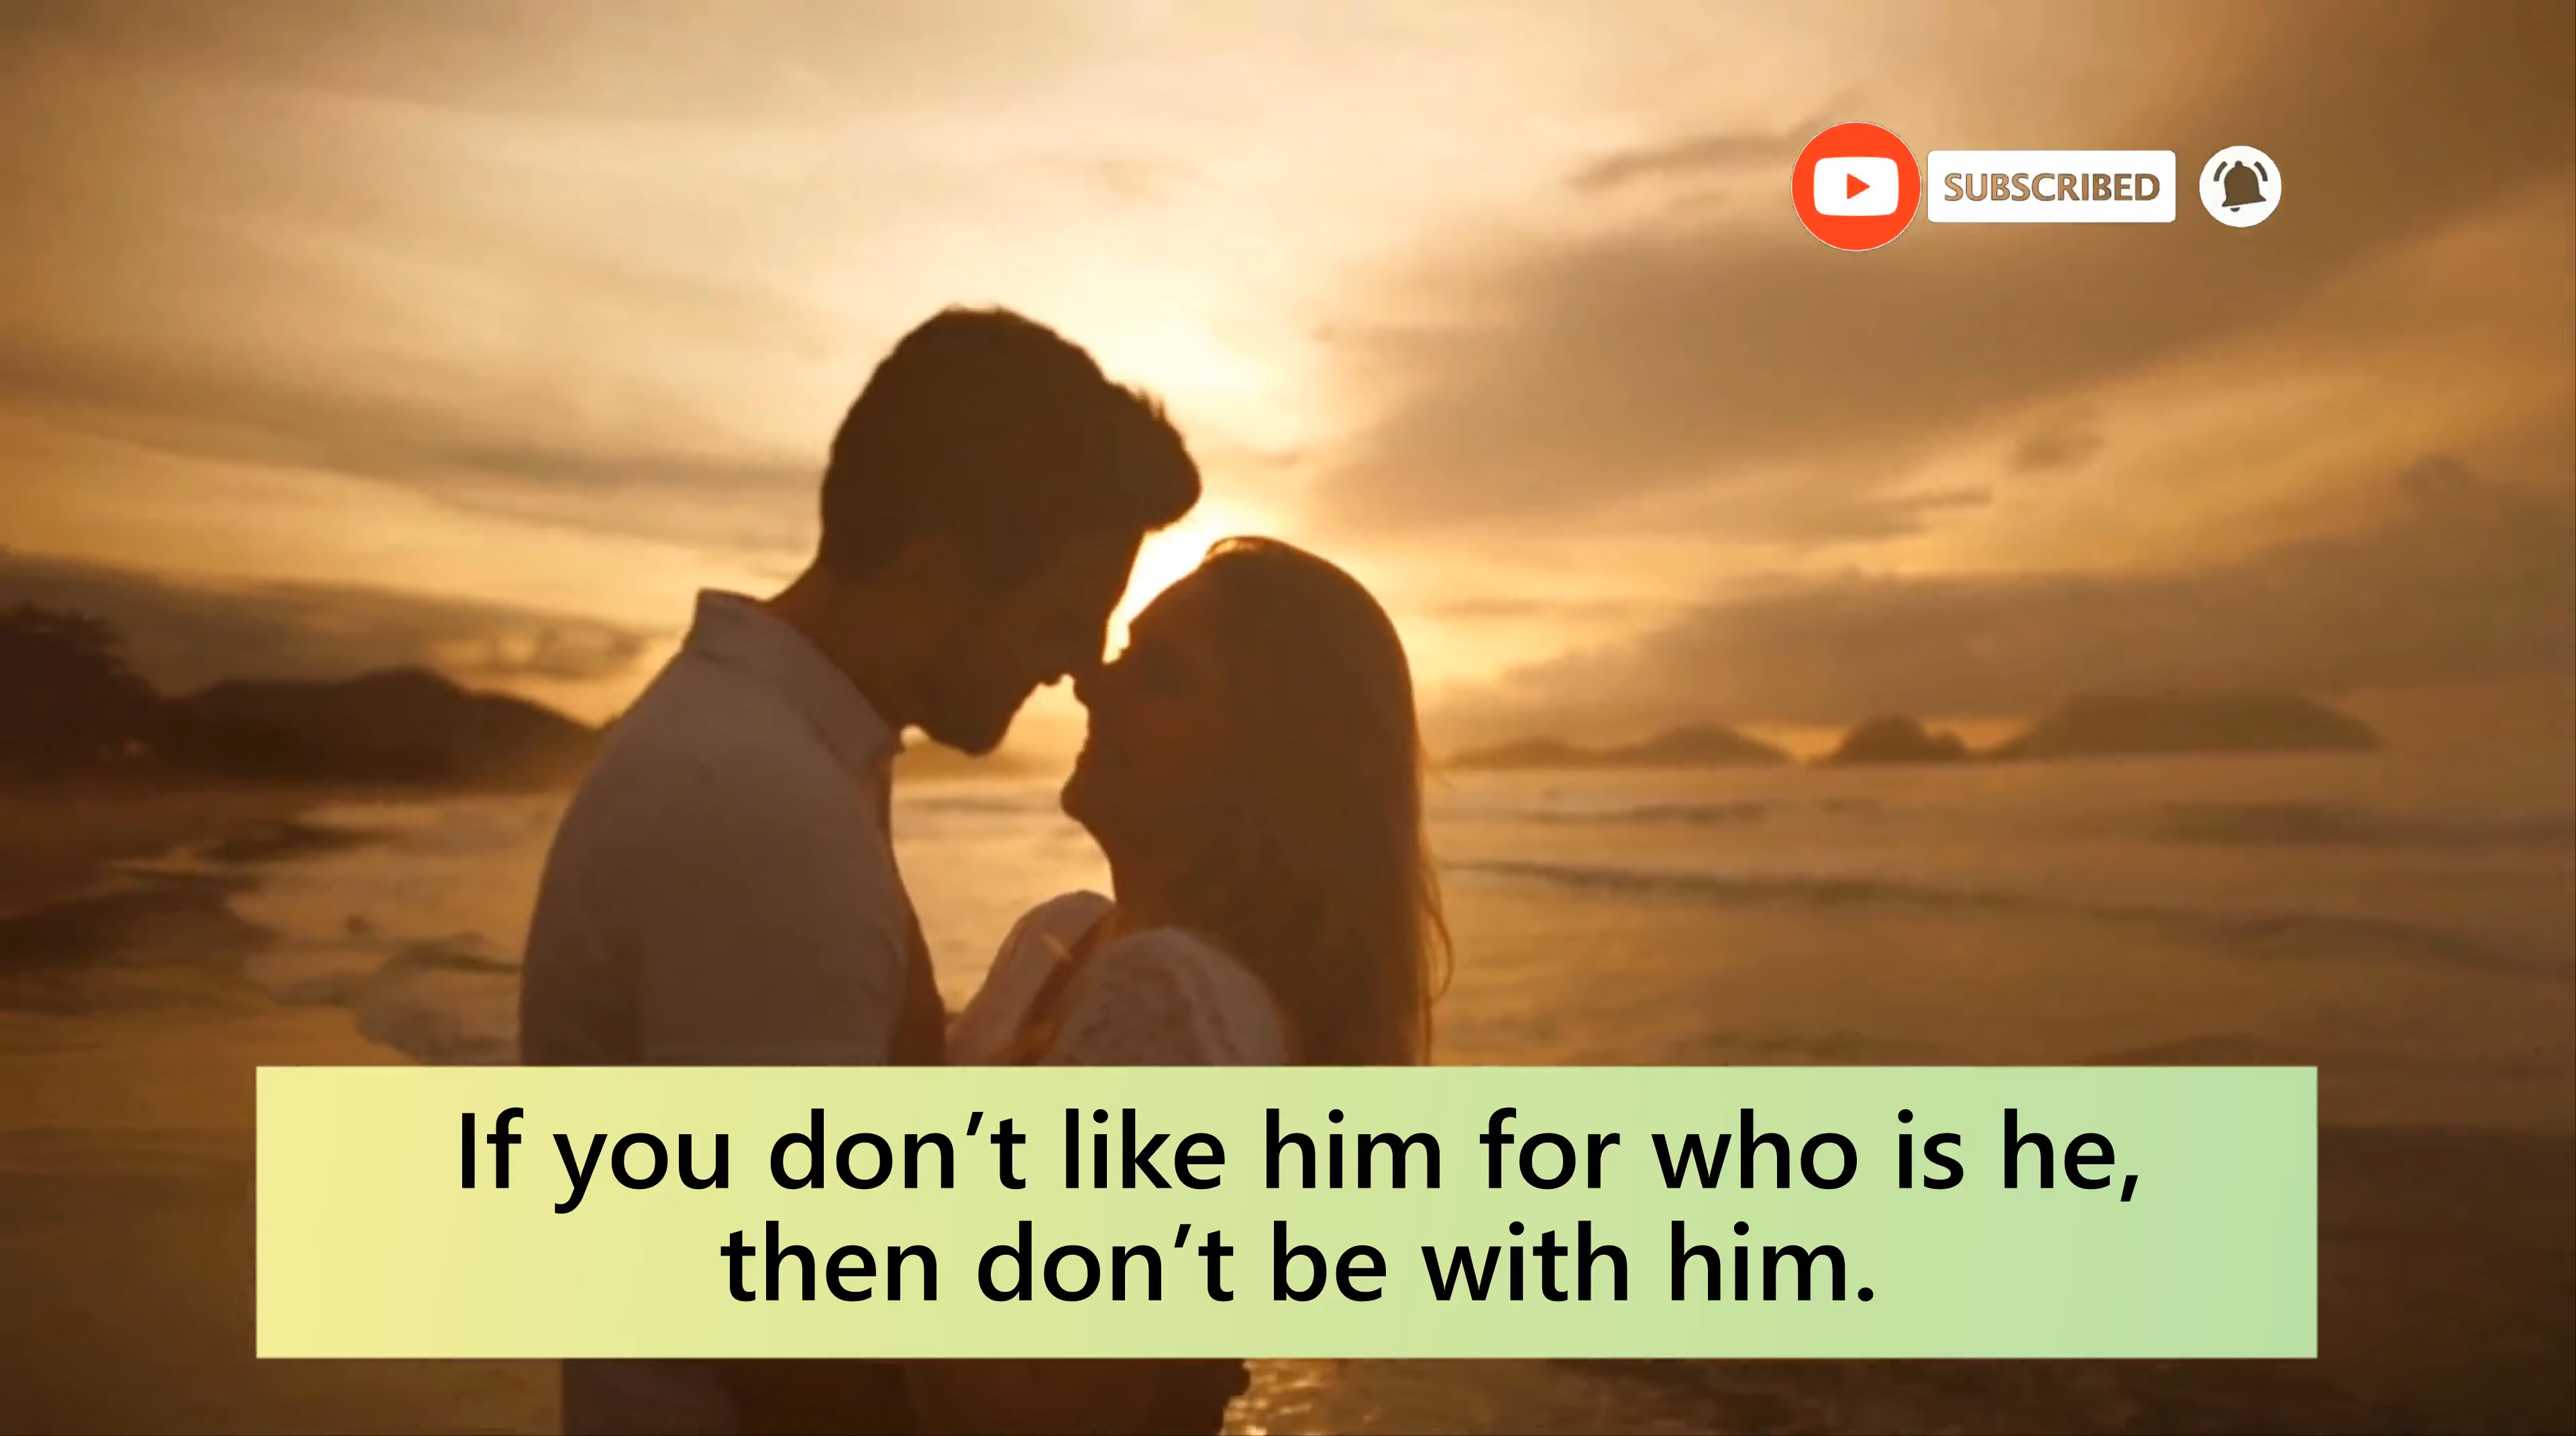 SUBSCRIBED
If you don’t like him for who is he,
then don’t be with him.